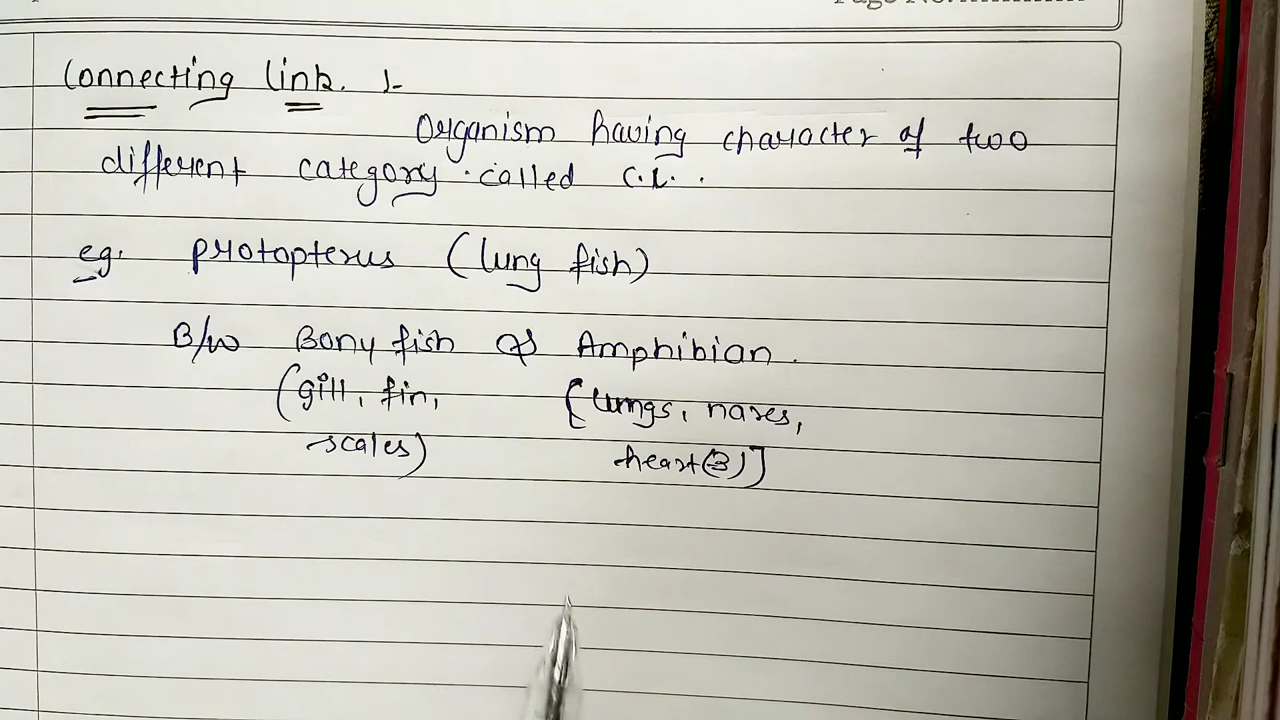 Connecting link. :-
Organism having character of two
different category. called C.L..
eg. Protopterus (lung fish)
B/w Bony fish & Amphibian.
(gill, fin, [lungs, nares,
scales) heart(3)]